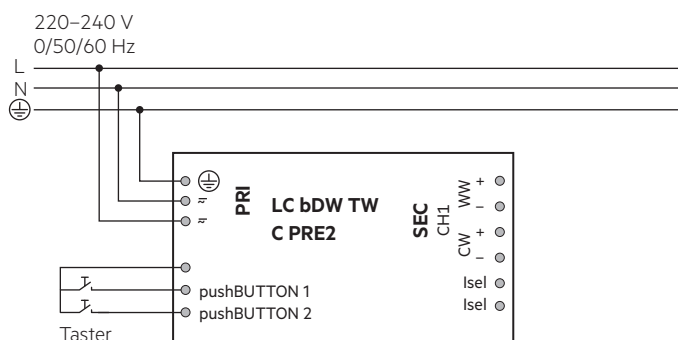 220–240 V
0/50/60 Hz
L
N
PRI
LC bDW TW
C PRE2
SEC
CH1
WW
+
–
CW
+
–
Isel
Isel
pushBUTTON 1
pushBUTTON 2
Taster